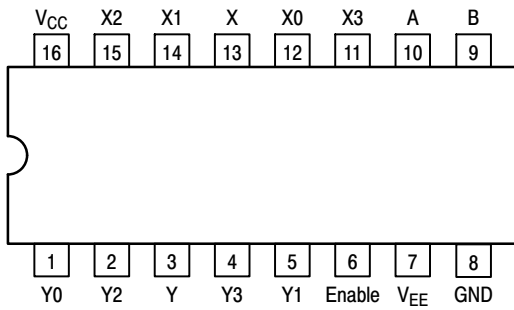 VCC X2 X1 X X0 X3 A B
16 15 14 13 12 11 10 9
1 2 3 4 5 6 7 8
Y0 Y2 Y Y3 Y1 Enable VEE GND